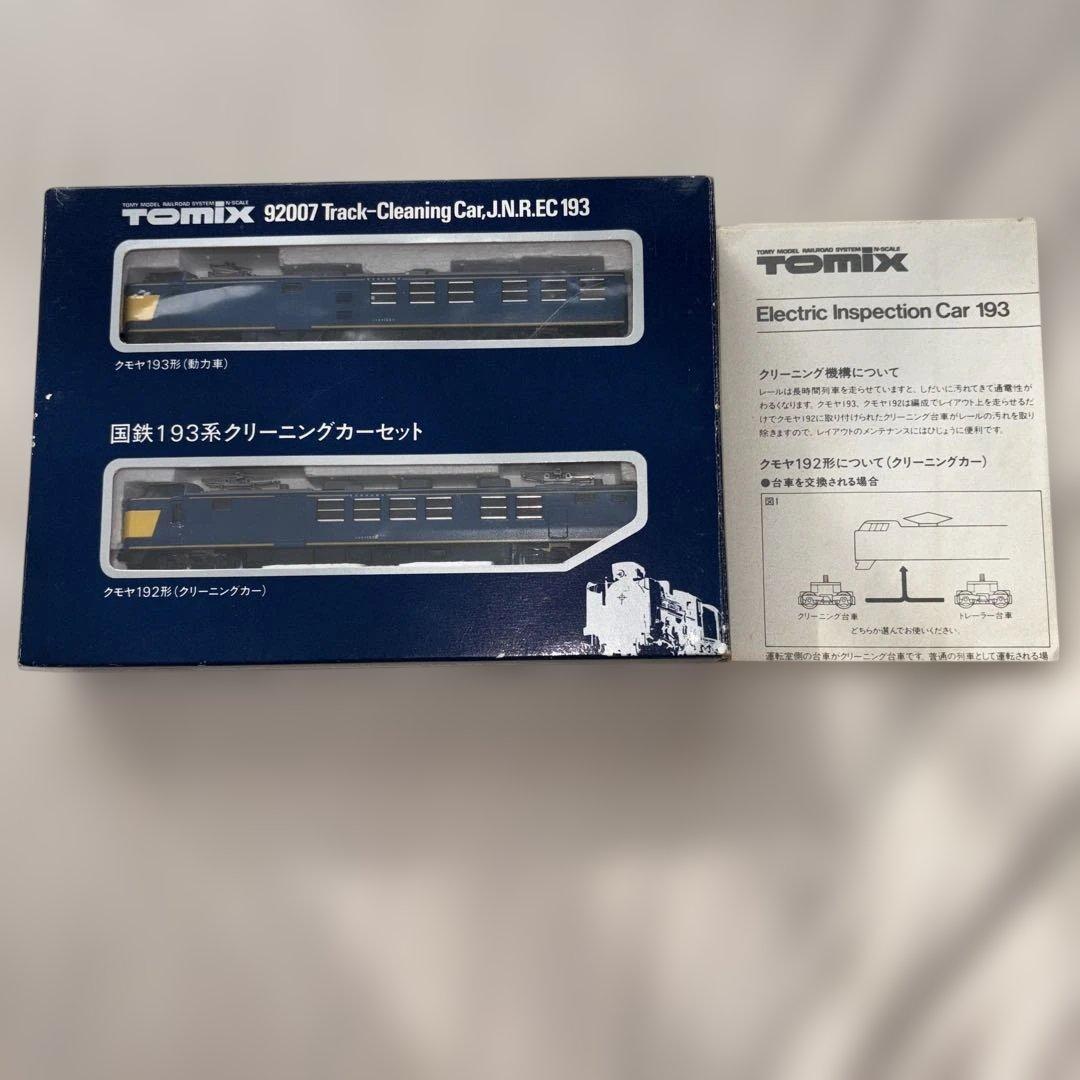 TOMY MODEL RAILROAD SYSTEM N-SCALE
TOMIX 92007 Track-Cleaning Car,J.N.R.EC 193
クモヤ193形(動力車)
国鉄193系クリーニングカーセット
クモヤ192形(クリーニングカー)
TOMY MODEL RAILROAD SYSTEM N-SCALE
TOMIX
Electric Inspection Car 193
クリーニング機構について
レールは長時間列車を走らせていますと、しだいに汚れてきて通電性が
わるくなります。クモヤ193、クモヤ192は編成でレイアウト上を走らせるだ
けでクモヤ192に取り付けられたクリーニング台車がレールの汚れを取り
除きますので、レイアウトのメンテナンスにはひじょうに便利です。
クモヤ192形について(クリーニングカー)
●台車を交換される場合
図1
クリーニング台車
トレーラー台車
どちらか選んでお使いください。
運転室側の台車がクリーニング台車です。普通の列車として運転される場